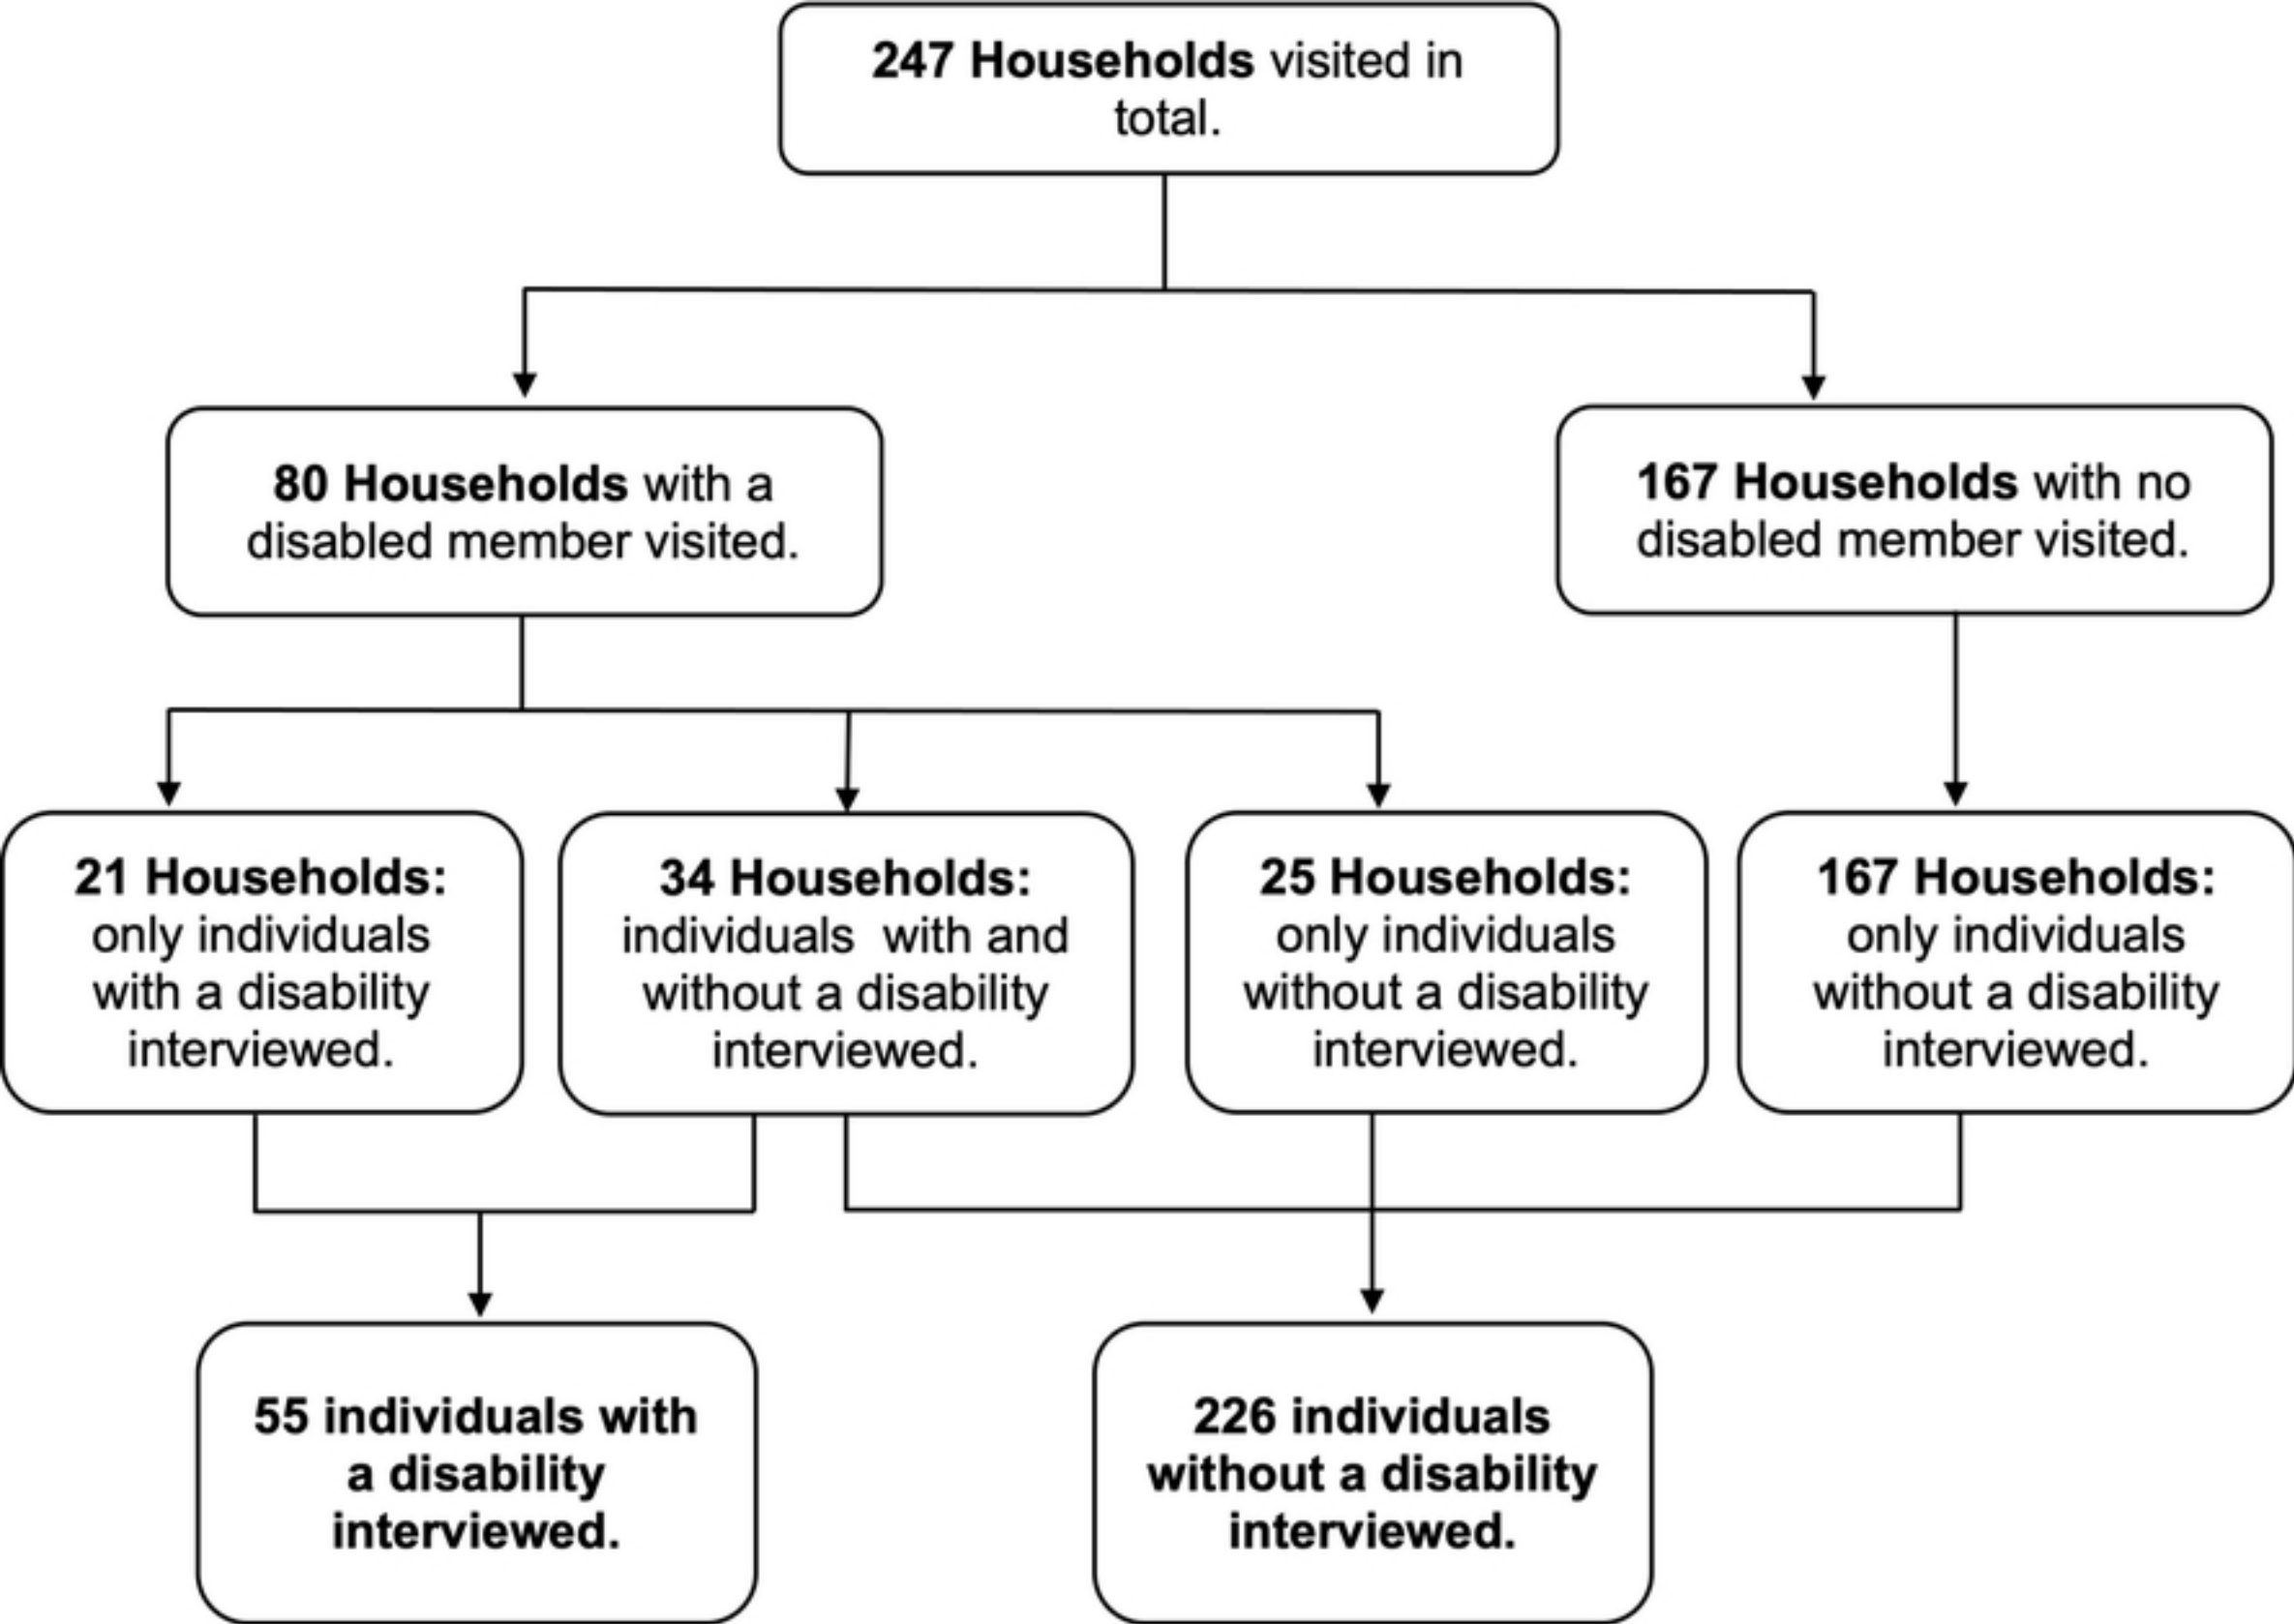 247 Households visited in
total.
80 Households with a
disabled member visited.
167 Households with no
disabled member visited.
21 Households:
only individuals
with a disability
interviewed.
34 Households:
individuals  with and
without a disability
interviewed.
25 Households:
only individuals
without a disability
interviewed.
167 Households:
only individuals
without a disability
interviewed.
55 individuals with
a disability
interviewed.
226 individuals
without a disability
interviewed.